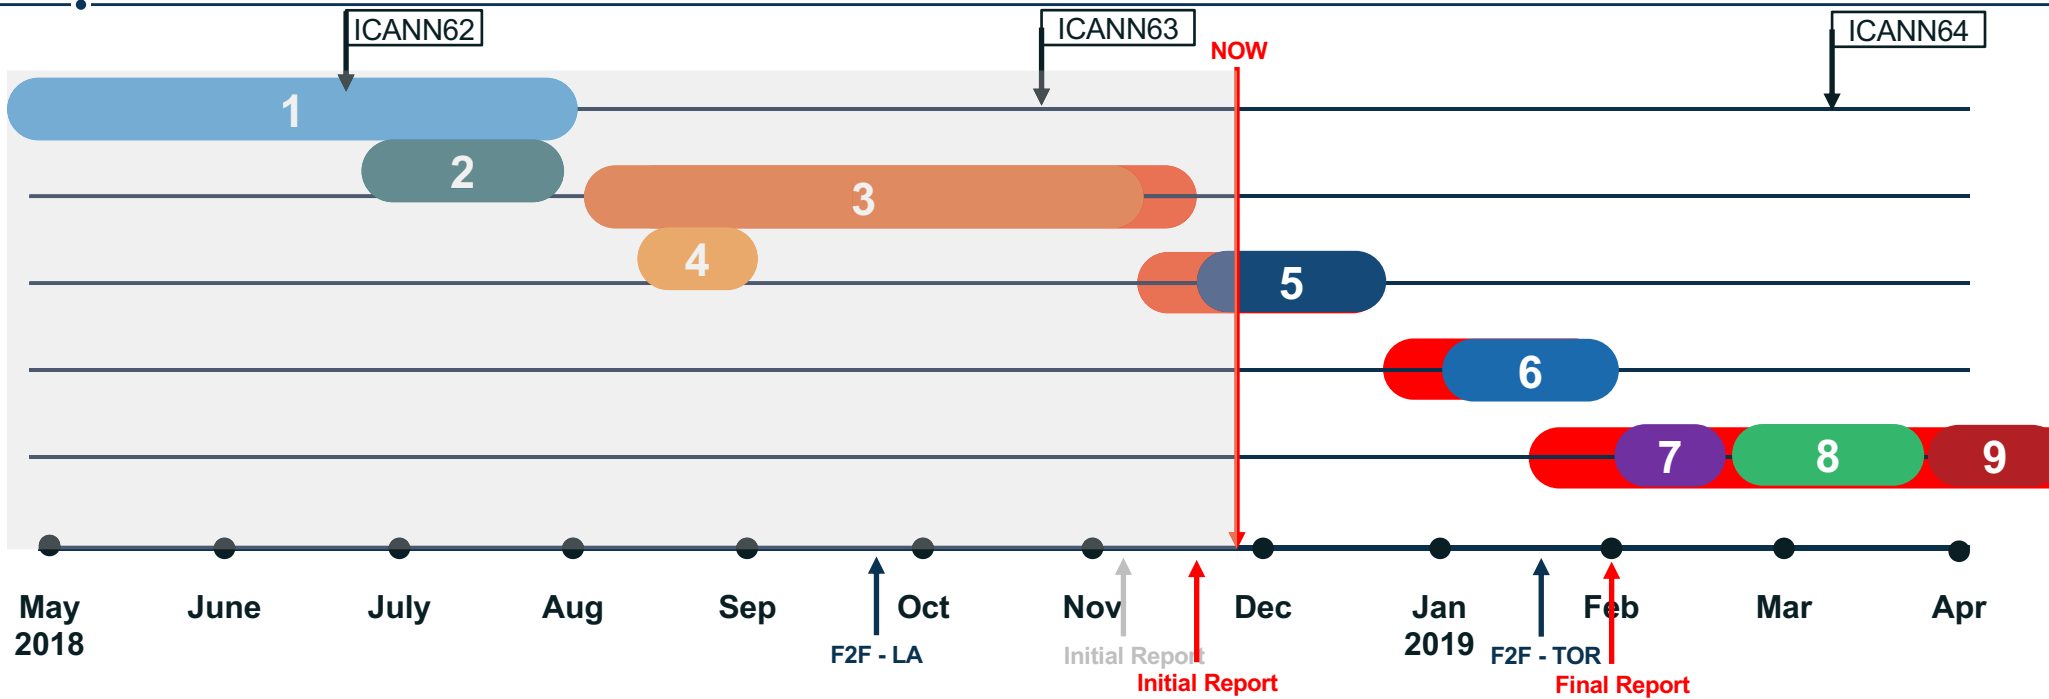 ICANN62
ICANN63
ICANN64
NOW
1
2
3
4
5
6
7
8
9
May
2018
June
July
Aug
Sep
Oct
Nov
Dec
Jan
2019
Feb
Mar
Apr
F2F - LA
Initial Report
Initial Report
F2F - TOR
Final Report